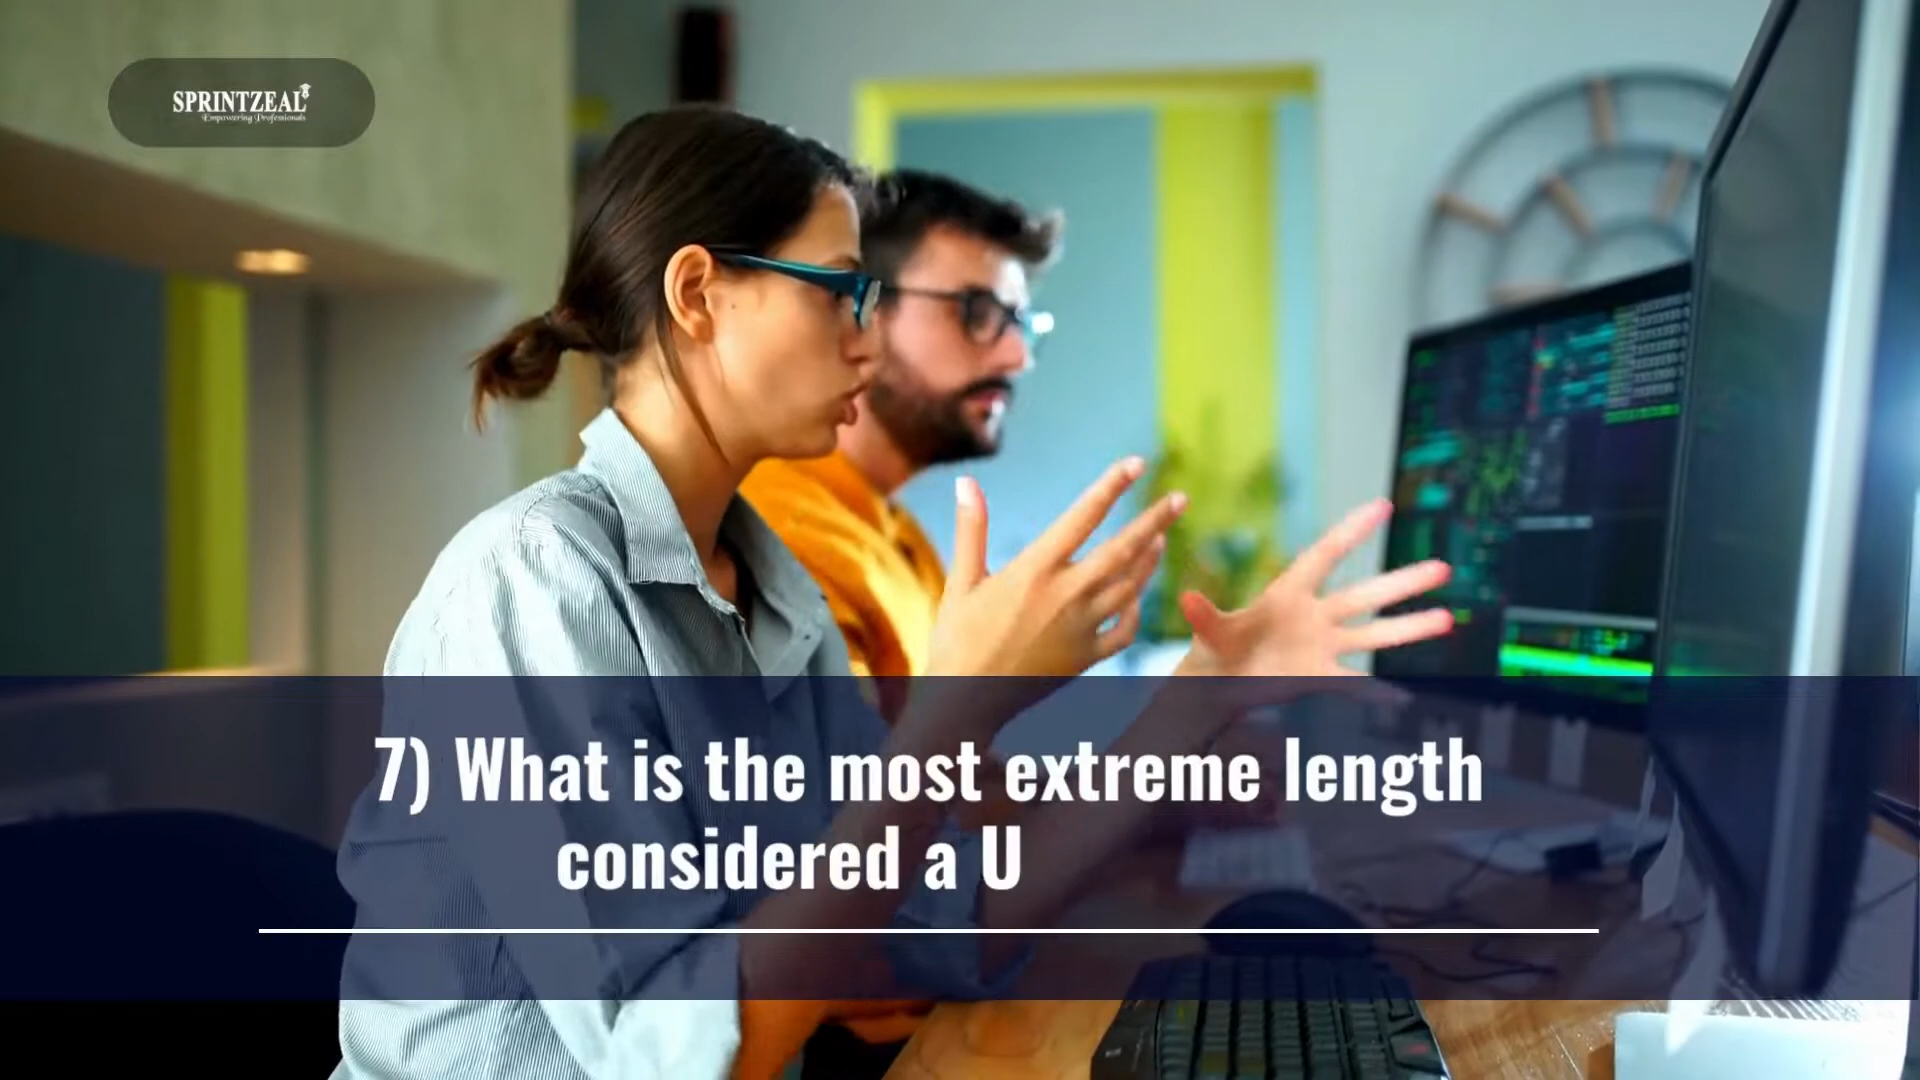 SPRINTZEAL
Empowering Professionals
7) What is the most extreme length
considered a U